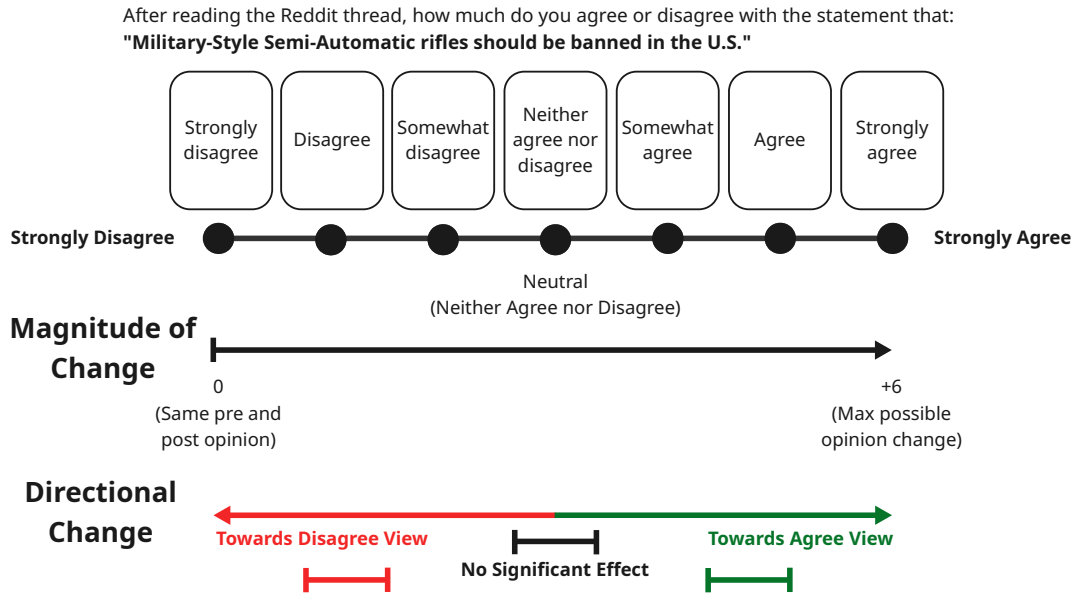 After reading the Reddit thread, how much do you agree or disagree with the statement that:
"Military-Style Semi-Automatic rifles should be banned in the U.S."
Strongly
disagree
Disagree
Somewhat
disagree
Neither
agree nor
disagree
Somewhat
agree
Agree
Strongly
agree
Strongly Disagree
Strongly Agree
Neutral
(Neither Agree nor Disagree)
Magnitude of
Change
0
(Same pre and
post opinion)
+6
(Max possible
opinion change)
Directional
Change
Towards Disagree View
Towards Agree View
No Significant Effect